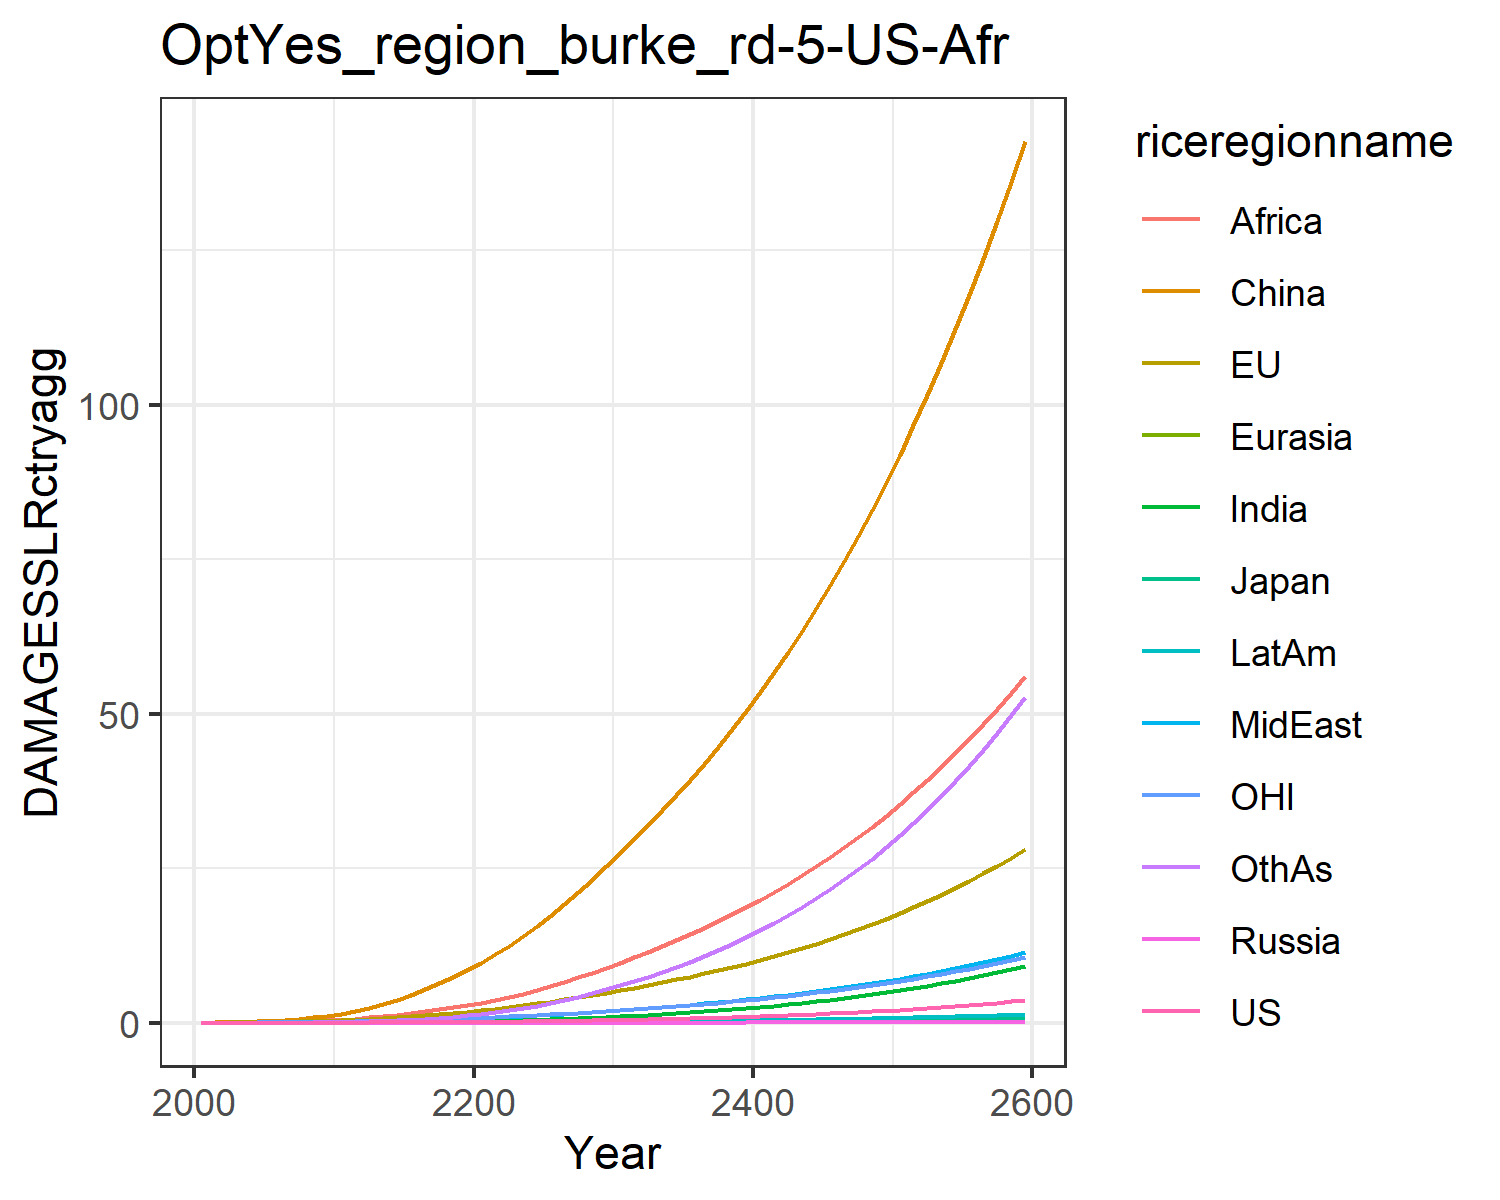 OptYes_region_burke_rd-5-US-Afr
DAMAGESSLRctryagg
100
50
0
2000
2200
2400
2600
Year
riceregionname
Africa
China
EU
Eurasia
India
Japan
LatAm
MidEast
OHI
OthAs
Russia
US